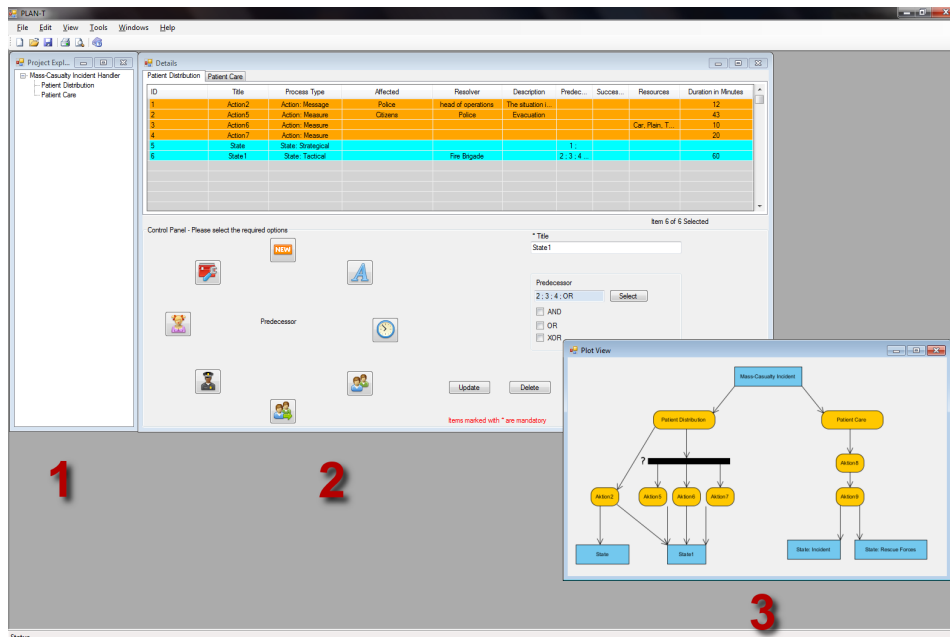 PLAN-T
File Edit View Tools Windows Help
Project Expl...
Mass-Casualty Incident Handler
Patient Distribution
Patient Care
Details
Patient Distribution Patient Care
ID Title Process Type Affected Resolver Description Predec... Succes... Resources Duration in Minutes
1 Action2 Action: Message Police head of operations The situation i... 12
2 Action5 Action: Measure Citizens Police Evacuation 43
3 Action6 Action: Measure Car, Plain, T... 10
4 Action7 Action: Measure 20
5 State State: Strategical 1 ;
6 State1 State: Tactical Fire Brigade 2 ; 3 ; 4 ... 60
Item 6 of 6 Selected
Control Panel - Please select the required options
NEW
A
Predecessor
* Title
State1
Predecessor
2 ; 3 ; 4 ; OR Select
AND
OR
XOR
Update Delete
Items marked with * are mandatory
Plot View
Mass-Casualty Incident
Patient Distribution Patient Care
?
Aktion8
Aktion2 Aktion5 Aktion6 Aktion7 Aktion9
State State1 State: Incident State: Rescue Forces
1 2 3
Status